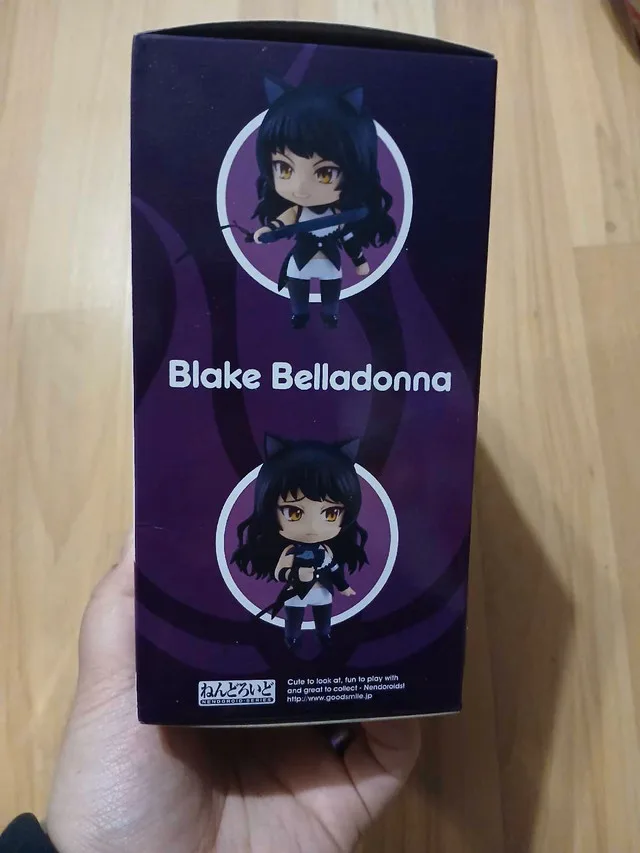 Blake Belladonna
ねんどろいど
NENDOROID SERIES
Cute to look at, fun to play with
and great to collect - Nendoroids!
http://www.goodsmile.jp